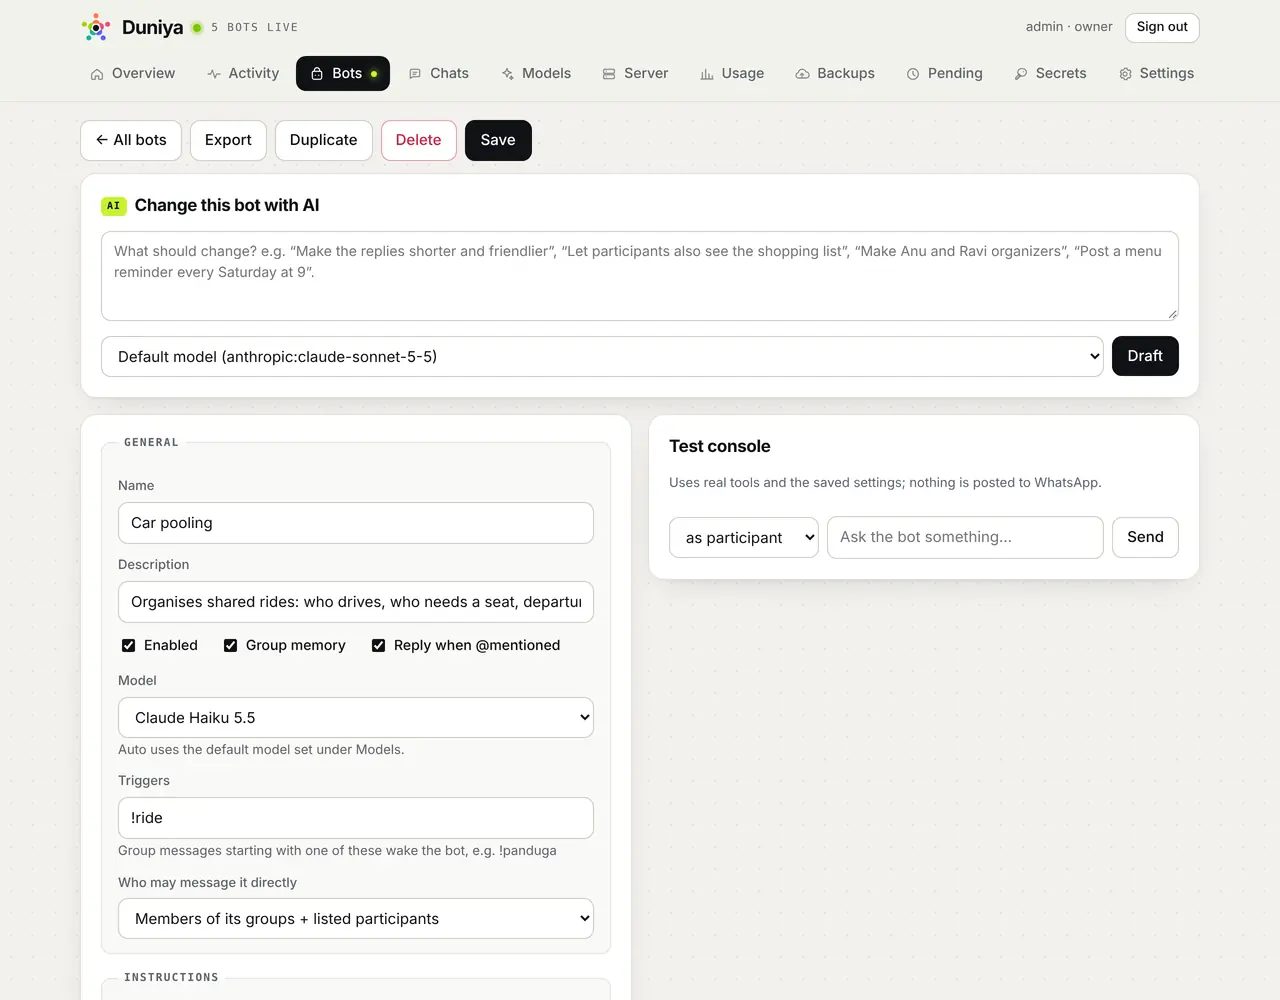 Duniya 5 BOTS LIVE admin · owner Sign out
Overview Activity Bots Chats Models Server Usage Backups Pending Secrets Settings
← All bots Export Duplicate Delete Save
AI Change this bot with AI
What should change? e.g. “Make the replies shorter and friendlier”, “Let participants also see the shopping list”, “Make Anu and Ravi organizers”, “Post a menu
reminder every Saturday at 9”.
Default model (anthropic:claude-sonnet-5-5) Draft
GENERAL
Name
Car pooling
Description
Organises shared rides: who drives, who needs a seat, departur
Enabled Group memory Reply when @mentioned
Model
Claude Haiku 5.5
Auto uses the default model set under Models.
Triggers
!ride
Group messages starting with one of these wake the bot, e.g. !panduga
Who may message it directly
Members of its groups + listed participants
INSTRUCTIONS
Test console
Uses real tools and the saved settings; nothing is posted to WhatsApp.
as participant Ask the bot something... Send